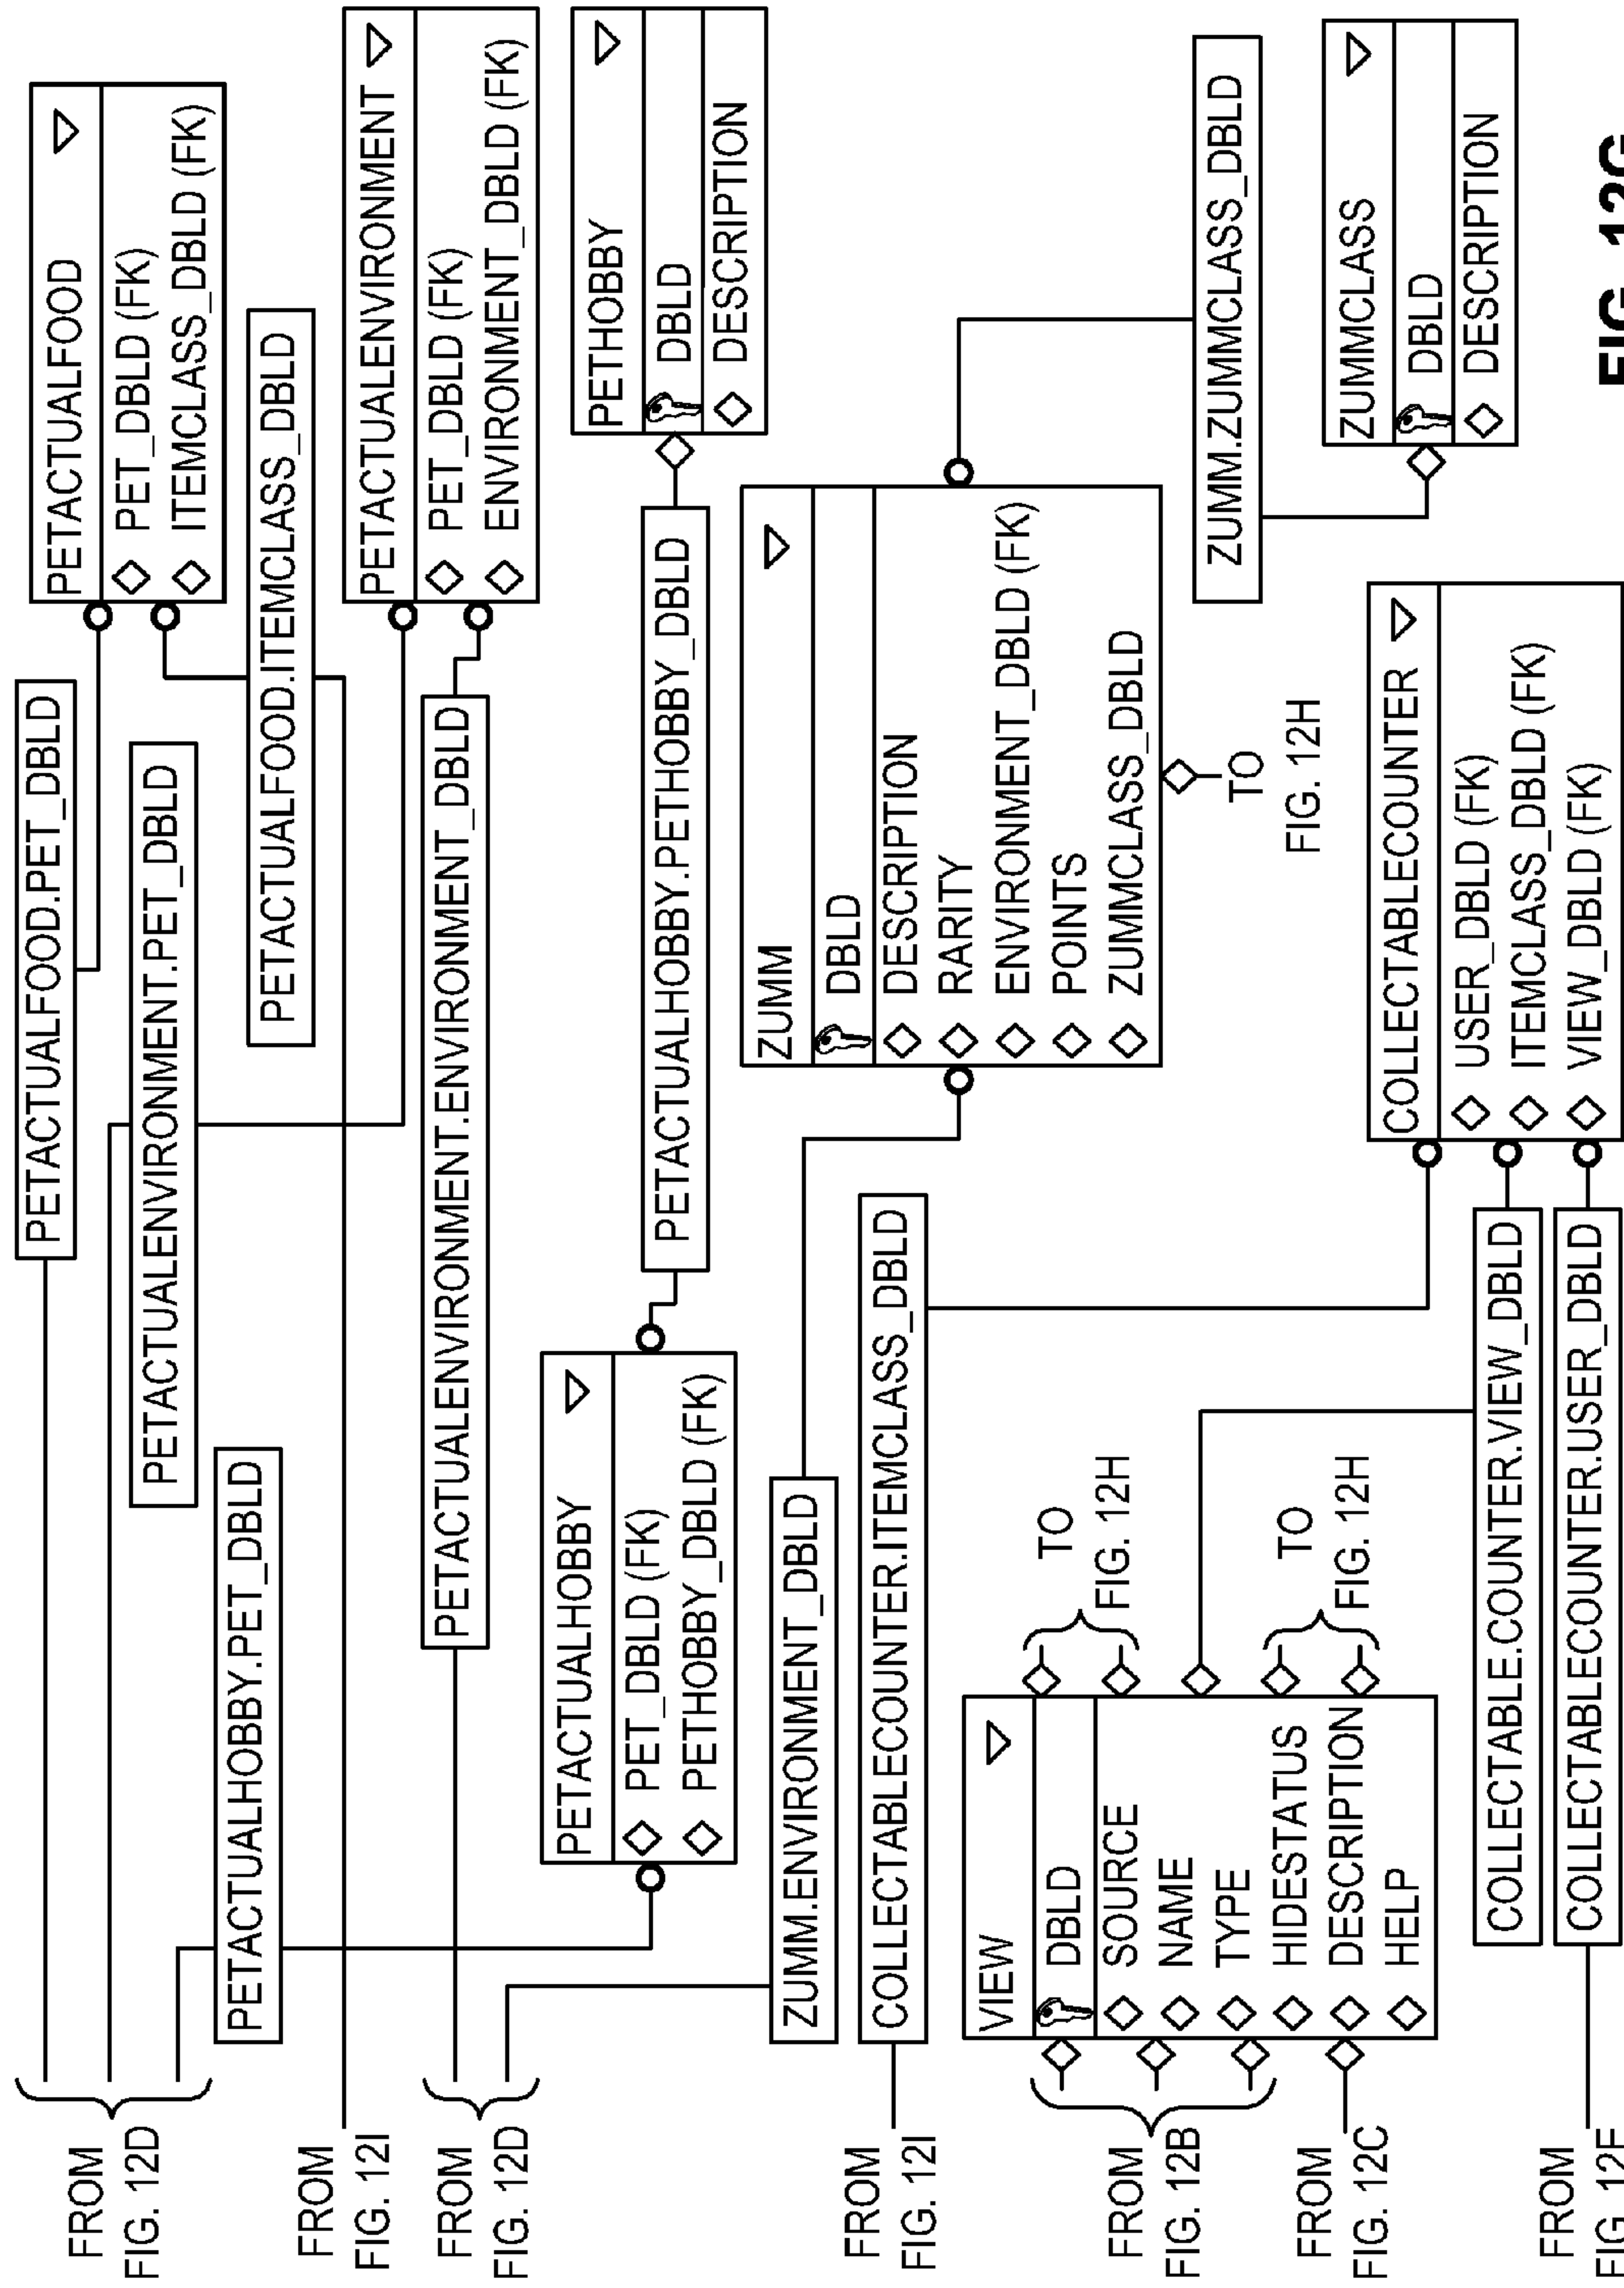 FROM
FIG. 12D
PETACTUALFOOD.PET_DBLD
PETACTUALFOOD
PET_DBLD (FK)
ITEMCLASS_DBLD (FK)
PETACTUALENVIRONMENT.PET_DBLD
PETACTUALHOBBY.PET_DBLD
PETACTUALFOOD.ITEMCLASS_DBLD
FROM
FIG. 12I
PETACTUALENVIRONMENT
PET_DBLD (FK)
ENVIRONMENT_DBLD (FK)
FROM
FIG. 12D
PETACTUALENVIRONMENT.ENVIRONMENT_DBLD
PETACTUALHOBBY
PET_DBLD (FK)
PETHOBBY_DBLD (FK)
PETACTUALHOBBY.PETHOBBY_DBLD
PETHOBBY
DBLD
DESCRIPTION
ZUMM.ENVIRONMENT_DBLD
ZUMM
DBLD
DESCRIPTION
RARITY
ENVIRONMENT_DBLD (FK)
POINTS
ZUMMCLASS_DBLD
TO
FIG. 12H
FROM
FIG. 12I
COLLECTABLECOUNTER.ITEMCLASS_DBLD
VIEW
DBLD
SOURCE
NAME
TYPE
HIDESTATUS
DESCRIPTION
HELP
FROM
FIG. 12B
FROM
FIG. 12C
TO
FIG. 12H
TO
FIG. 12H
ZUMM.ZUMMCLASS_DBLD
ZUMMCLASS
DBLD
DESCRIPTION
COLLECTABLECOUNTER
USER_DBLD (FK)
ITEMCLASS_DBLD (FK)
VIEW_DBLD (FK)
COLLECTABLE.COUNTER.VIEW_DBLD
COLLECTABLECOUNTER.USER_DBLD
FROM
FIG.
FIG. 12G